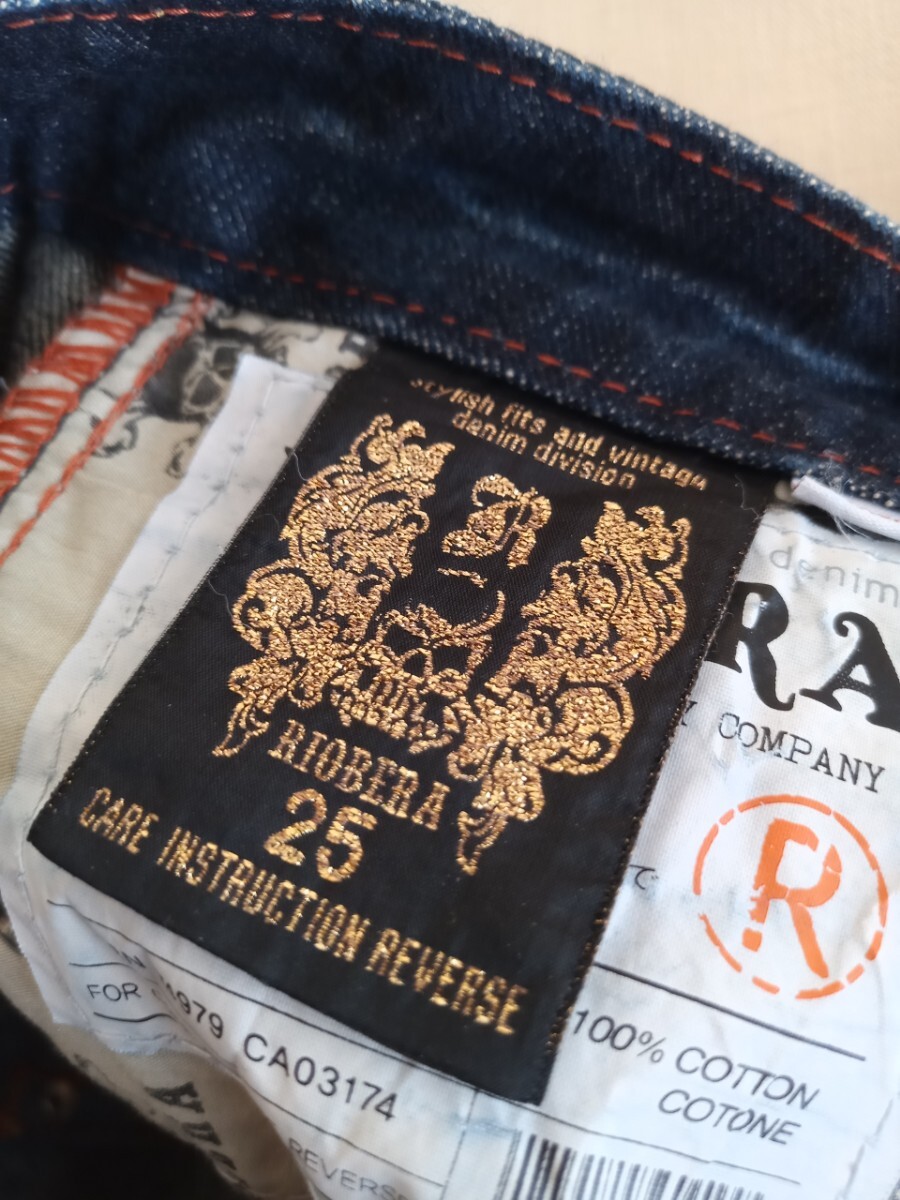 stylish fits and vintage
denim division
R
RIOBERA
25
CARE INSTRUCTION REVERSE
denim
RA
Y COMPANY
R
100% COTTON
COTONE
CA03174
FOR
REVERSE